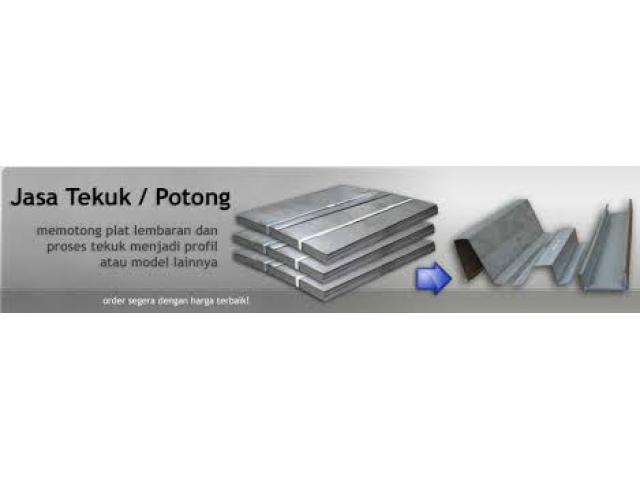 Jasa Tekuk / Potong
memotong plat lembaran dan
proses tekuk menjadi profil
atau model lainnya
order segera dengan harga terbaik!